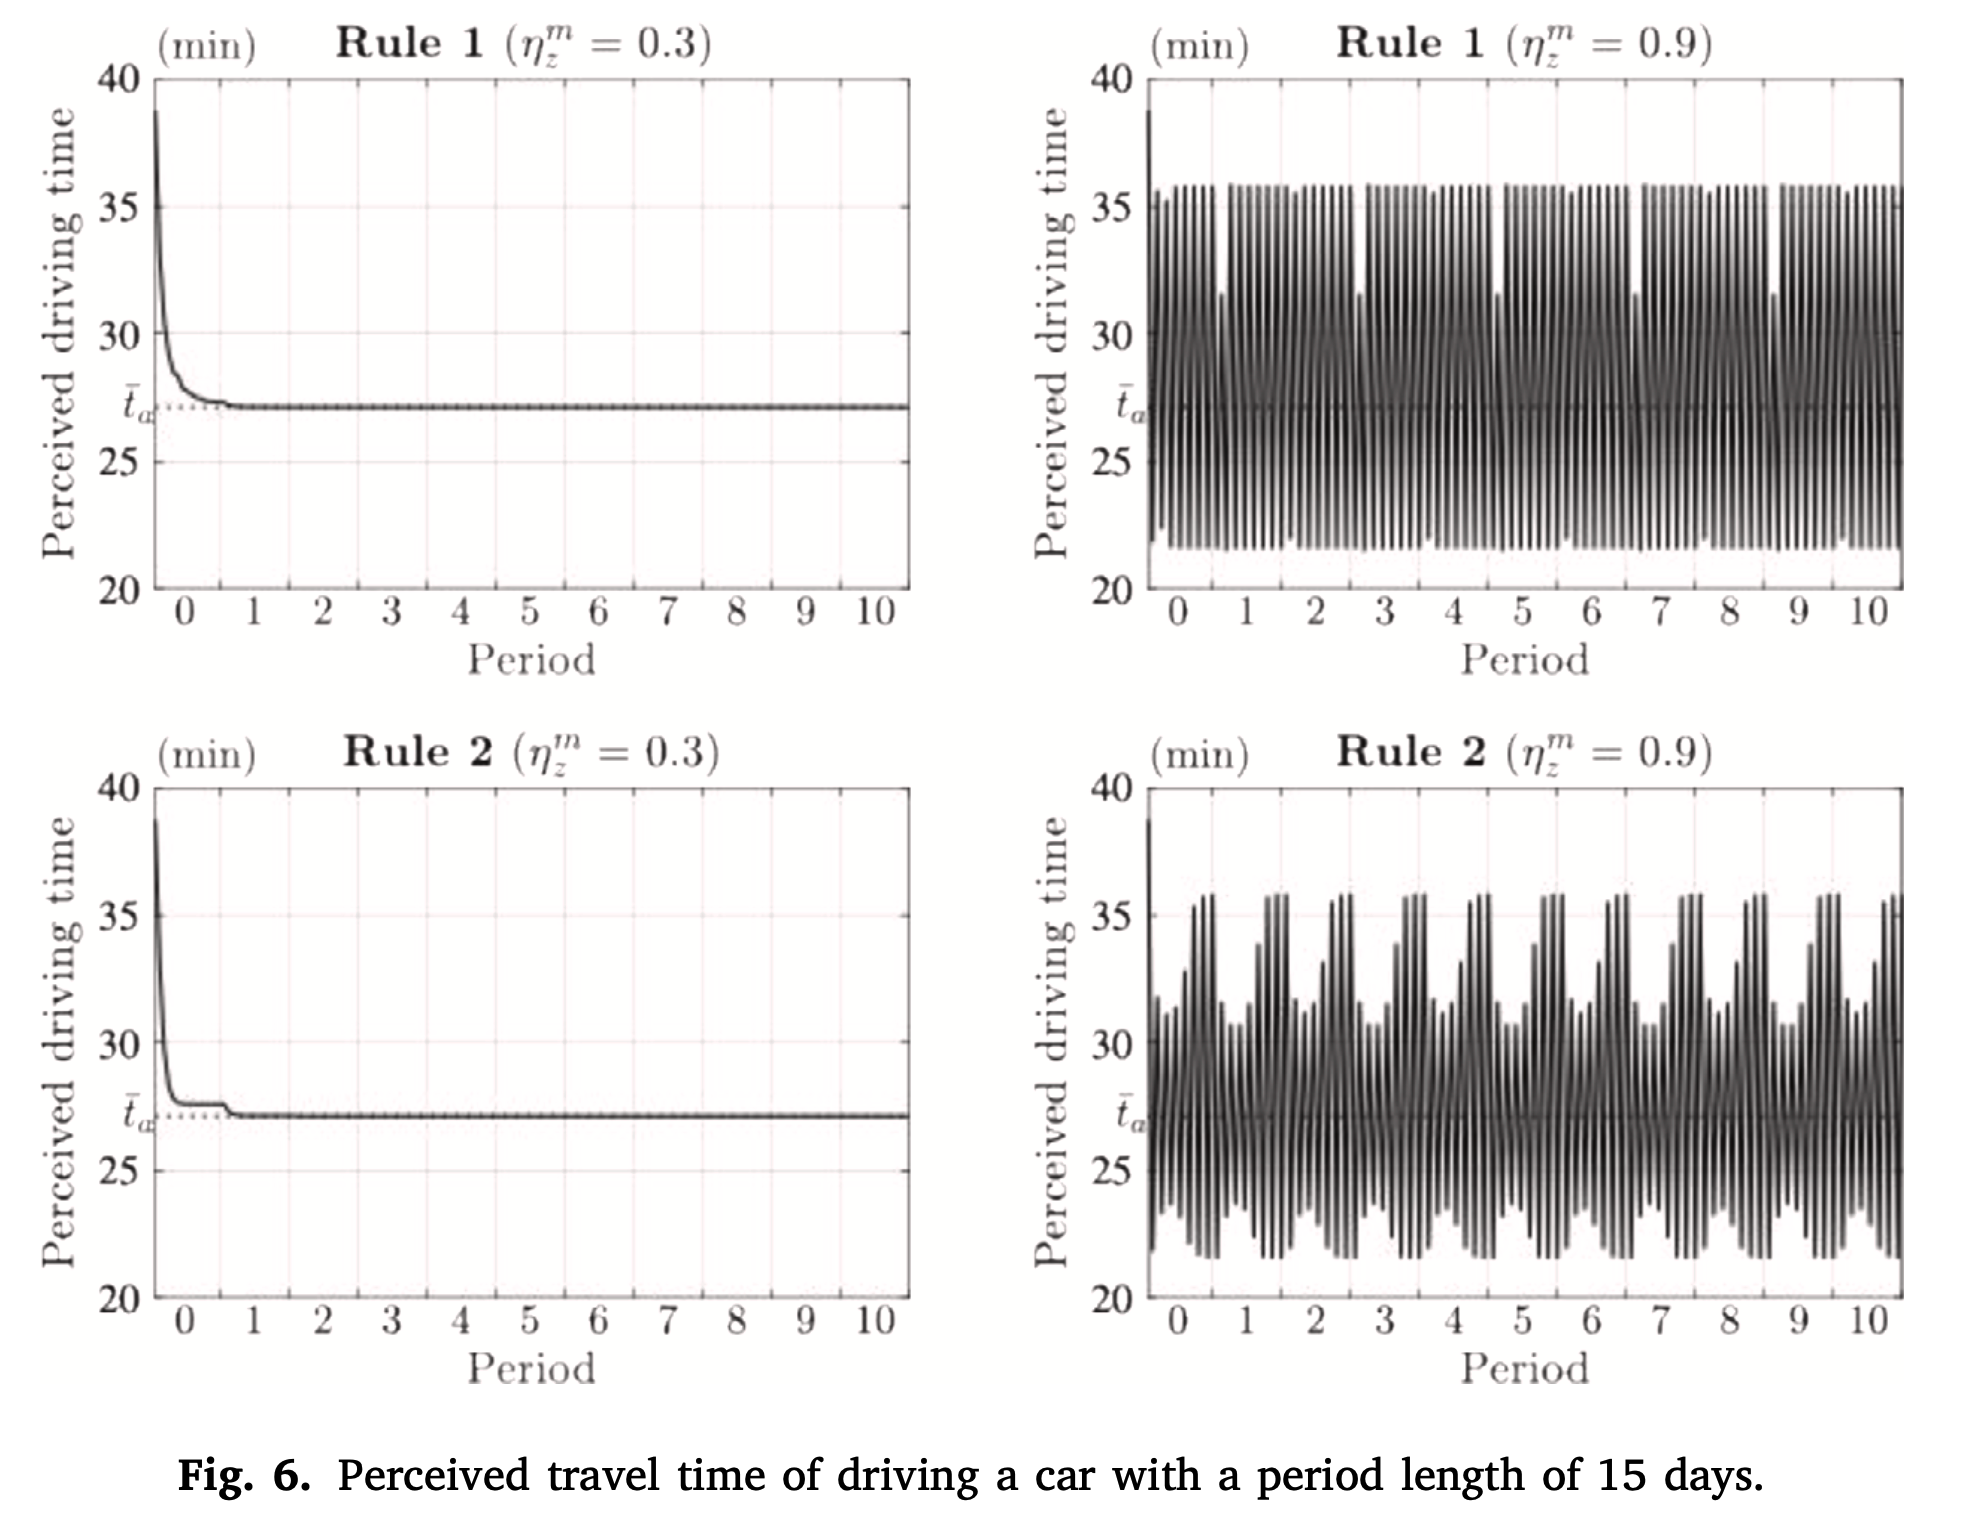 (min) Rule 1 (η_z^m = 0.3)
40
35
30
t̄_a
25
20
Perceived driving time
0 1 2 3 4 5 6 7 8 9 10
Period
(min) Rule 1 (η_z^m = 0.9)
40
35
30
t̄_a
25
20
Perceived driving time
0 1 2 3 4 5 6 7 8 9 10
Period
(min) Rule 2 (η_z^m = 0.3)
40
35
30
t̄_a
25
20
Perceived driving time
0 1 2 3 4 5 6 7 8 9 10
Period
(min) Rule 2 (η_z^m = 0.9)
40
35
30
t̄_a
25
20
Perceived driving time
0 1 2 3 4 5 6 7 8 9 10
Period
Fig. 6. Perceived travel time of driving a car with a period length of 15 days.